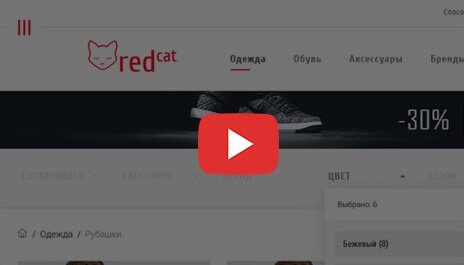 Спосо
redcat
Одежда Обувь Аксессуары Бренды
-30%
СОРТИРОВАТЬ КАТЕГОРИЯ БРЕНД ЦВЕТ СЕЗОН
Выбрано: 6
/ Одежда / Рубашки
Бежевый (8)